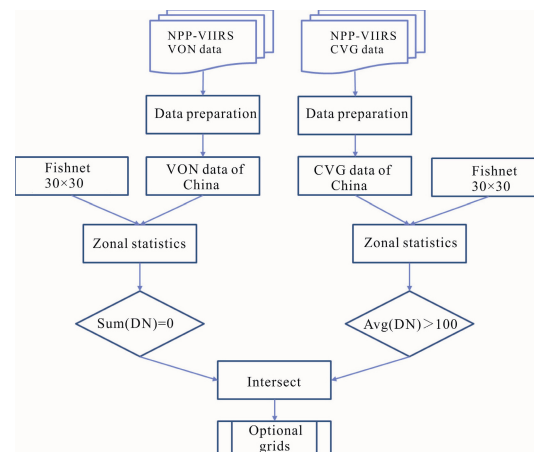 NPP-VIIRS
VON data
NPP-VIIRS
CVG data
Data preparation
Data preparation
Fishnet
30×30
VON data of
China
CVG data of
China
Fishnet
30×30
Zonal statistics
Zonal statistics
Sum(DN)=0
Avg(DN)>100
Intersect
Optional
grids